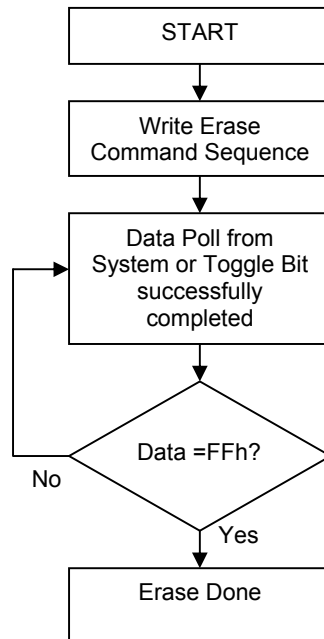 START
Write Erase
Command Sequence
Data Poll from
System or Toggle Bit
successfully
completed
Data =FFh?
No
Yes
Erase Done